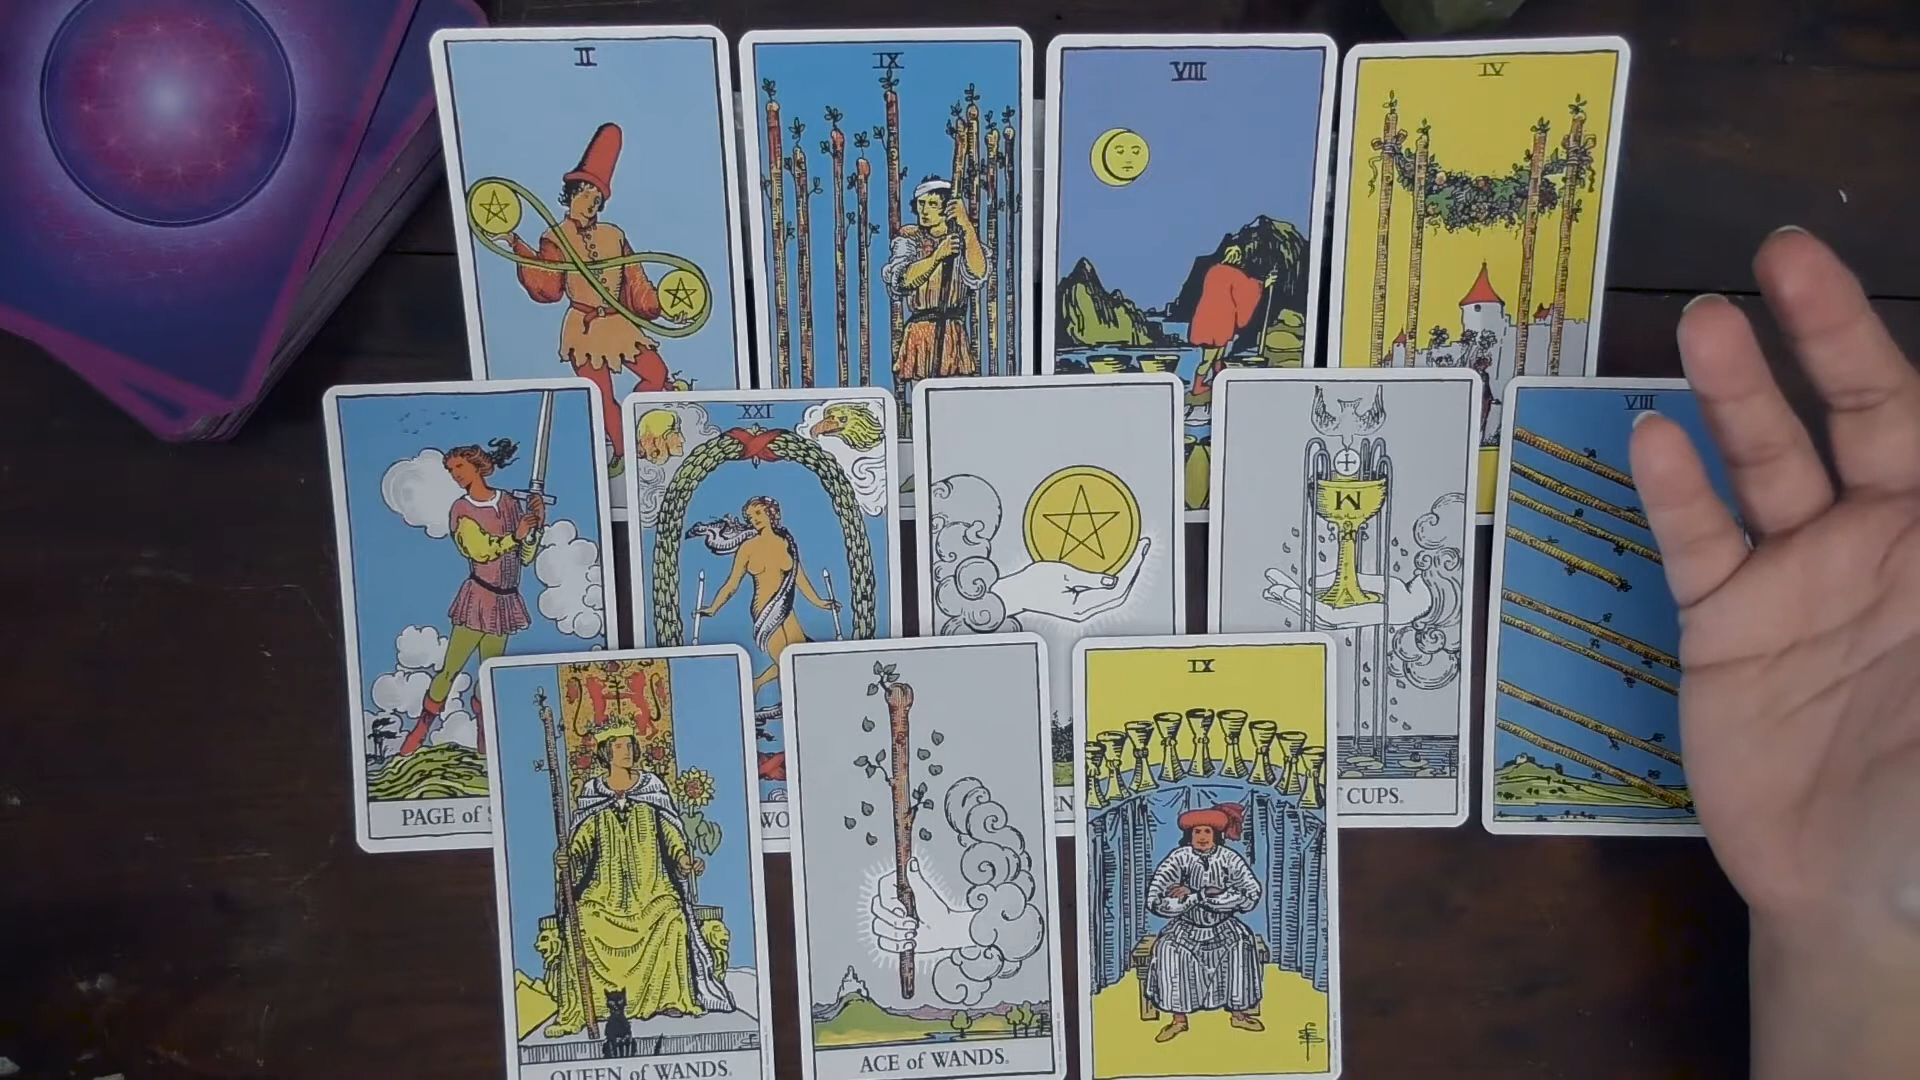 II
IX
VIII
IV
XXI
VIII
PAGE of
CUPS.
IX
QUEEN of WANDS.
ACE of WANDS.